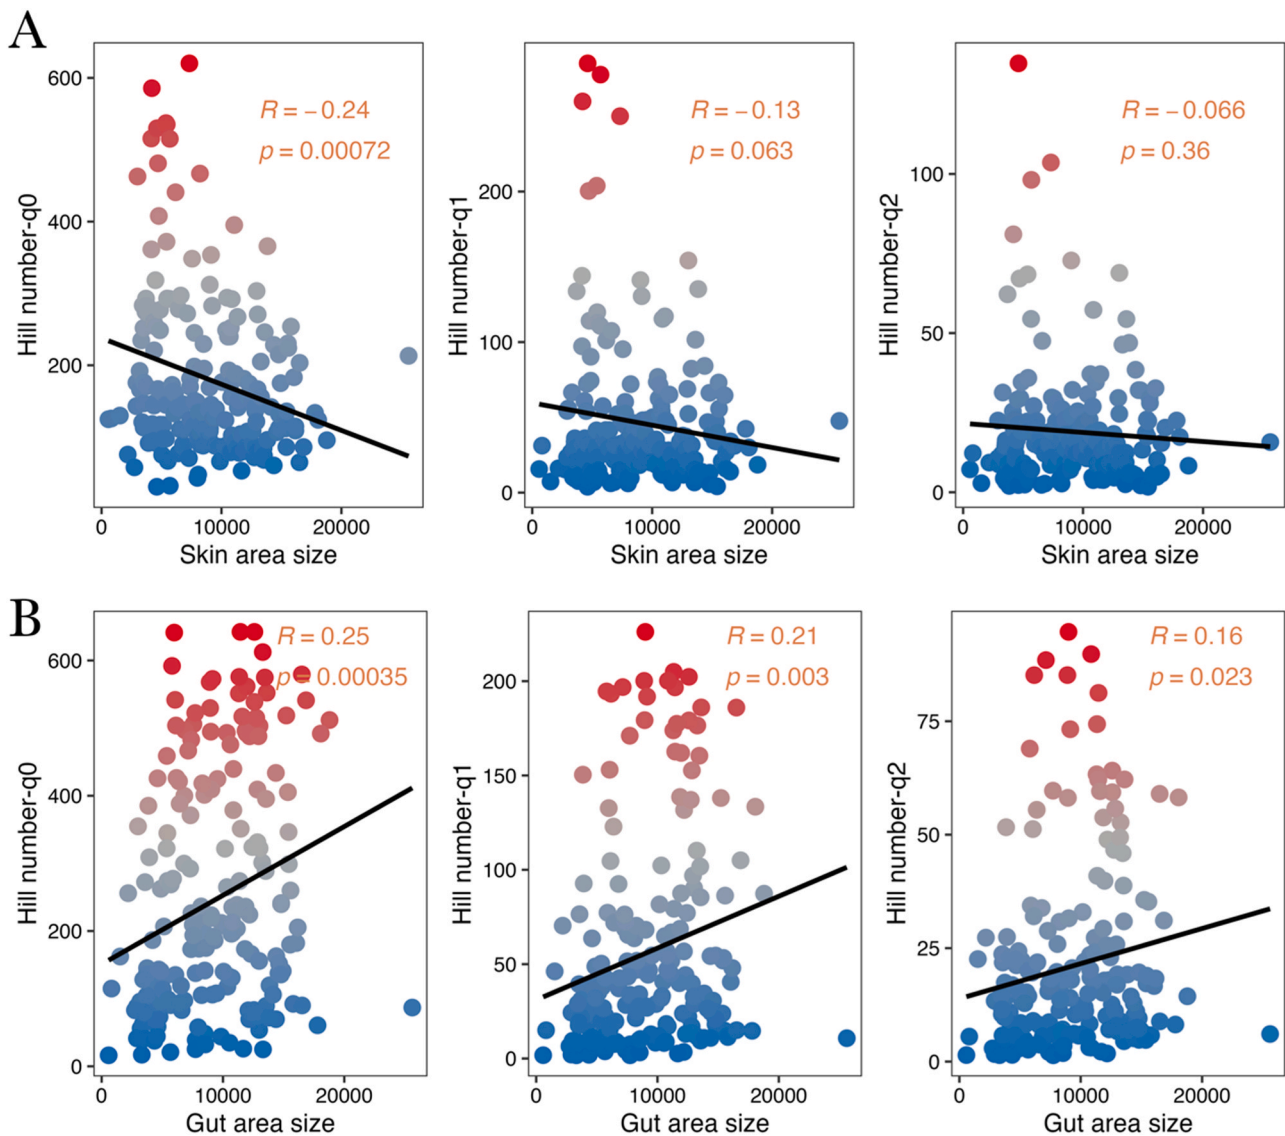 A
600
400
200
Hill number-q0
R = −0.24
p = 0.00072
0 10000 20000
Skin area size
200
100
0
Hill number-q1
R = −0.13
p = 0.063
0 10000 20000
Skin area size
100
50
0
Hill number-q2
R = −0.066
p = 0.36
0 10000 20000
Skin area size
B
600
400
200
0
Hill number-q0
R = 0.25
p = 0.00035
0 10000 20000
Gut area size
200
150
100
50
0
Hill number-q1
R = 0.21
p = 0.003
0 10000 20000
Gut area size
75
50
25
0
Hill number-q2
R = 0.16
p = 0.023
0 10000 20000
Gut area size